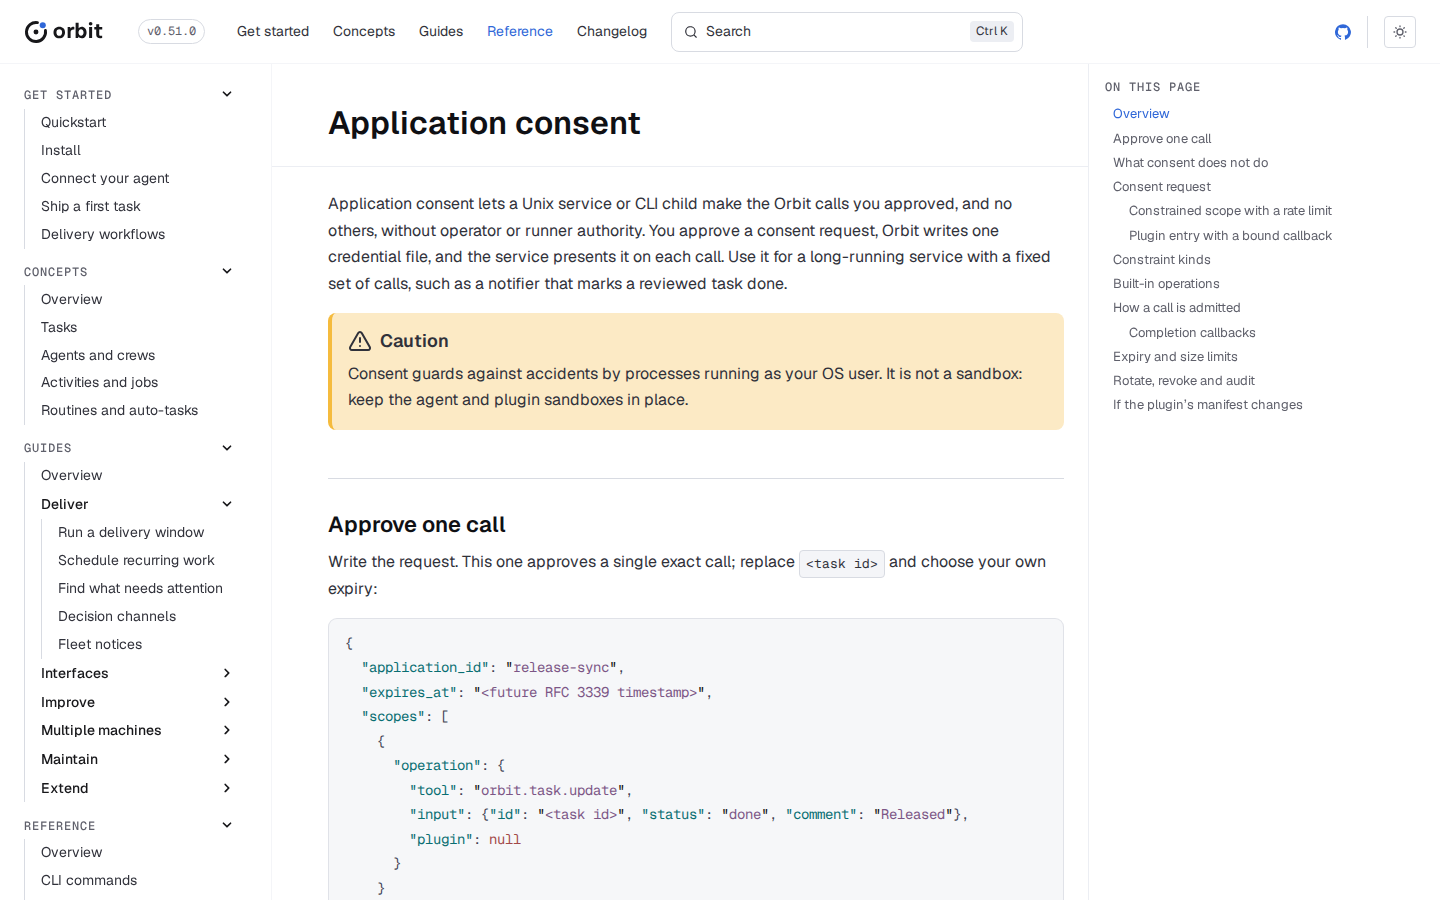 orbit
v0.51.0
Get started
Concepts
Guides
Reference
Changelog
Search
Ctrl K
GET STARTED
Quickstart
Install
Connect your agent
Ship a first task
Delivery workflows
CONCEPTS
Overview
Tasks
Agents and crews
Activities and jobs
Routines and auto-tasks
GUIDES
Overview
Deliver
Run a delivery window
Schedule recurring work
Find what needs attention
Decision channels
Fleet notices
Interfaces
Improve
Multiple machines
Maintain
Extend
REFERENCE
Overview
CLI commands
Application consent
Application consent lets a Unix service or CLI child make the Orbit calls you approved, and no
others, without operator or runner authority. You approve a consent request, Orbit writes one
credential file, and the service presents it on each call. Use it for a long-running service with a fixed
set of calls, such as a notifier that marks a reviewed task done.
Caution
Consent guards against accidents by processes running as your OS user. It is not a sandbox:
keep the agent and plugin sandboxes in place.
Approve one call
Write the request. This one approves a single exact call; replace <task id> and choose your own
expiry:
{
"application_id": "release-sync",
"expires_at": "<future RFC 3339 timestamp>",
"scopes": [
{
"operation": {
"tool": "orbit.task.update",
"input": {"id": "<task id>", "status": "done", "comment": "Released"},
"plugin": null
}
}
ON THIS PAGE
Overview
Approve one call
What consent does not do
Consent request
Constrained scope with a rate limit
Plugin entry with a bound callback
Constraint kinds
Built-in operations
How a call is admitted
Completion callbacks
Expiry and size limits
Rotate, revoke and audit
If the plugin's manifest changes